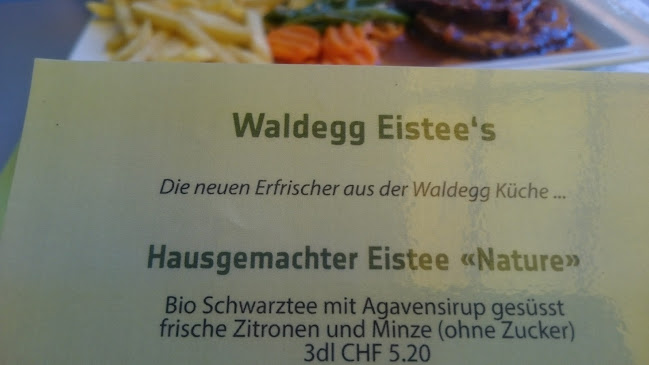 Waldegg Eistee's
Die neuen Erfrischer aus der Waldegg Küche ...
Hausgemachter Eistee «Nature»
Bio Schwarztee mit Agavensirup gesüsst
frische Zitronen und Minze (ohne Zucker)
3dl CHF 5.20